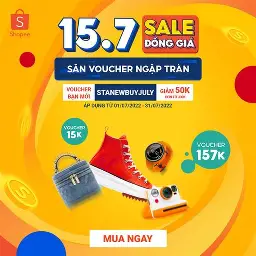 Shopee
15.7 SALE
ĐỒNG GIÁ
SĂN VOUCHER NGẬP TRÀN
VOUCHER
BẠN MỚI
STANEWBUYJULY
GIẢM 50K
ÁP DỤNG TỪ 01/07/2022 - 31/07/2022
VOUCHER
15K
VOUCHER
157K
MUA NGAY